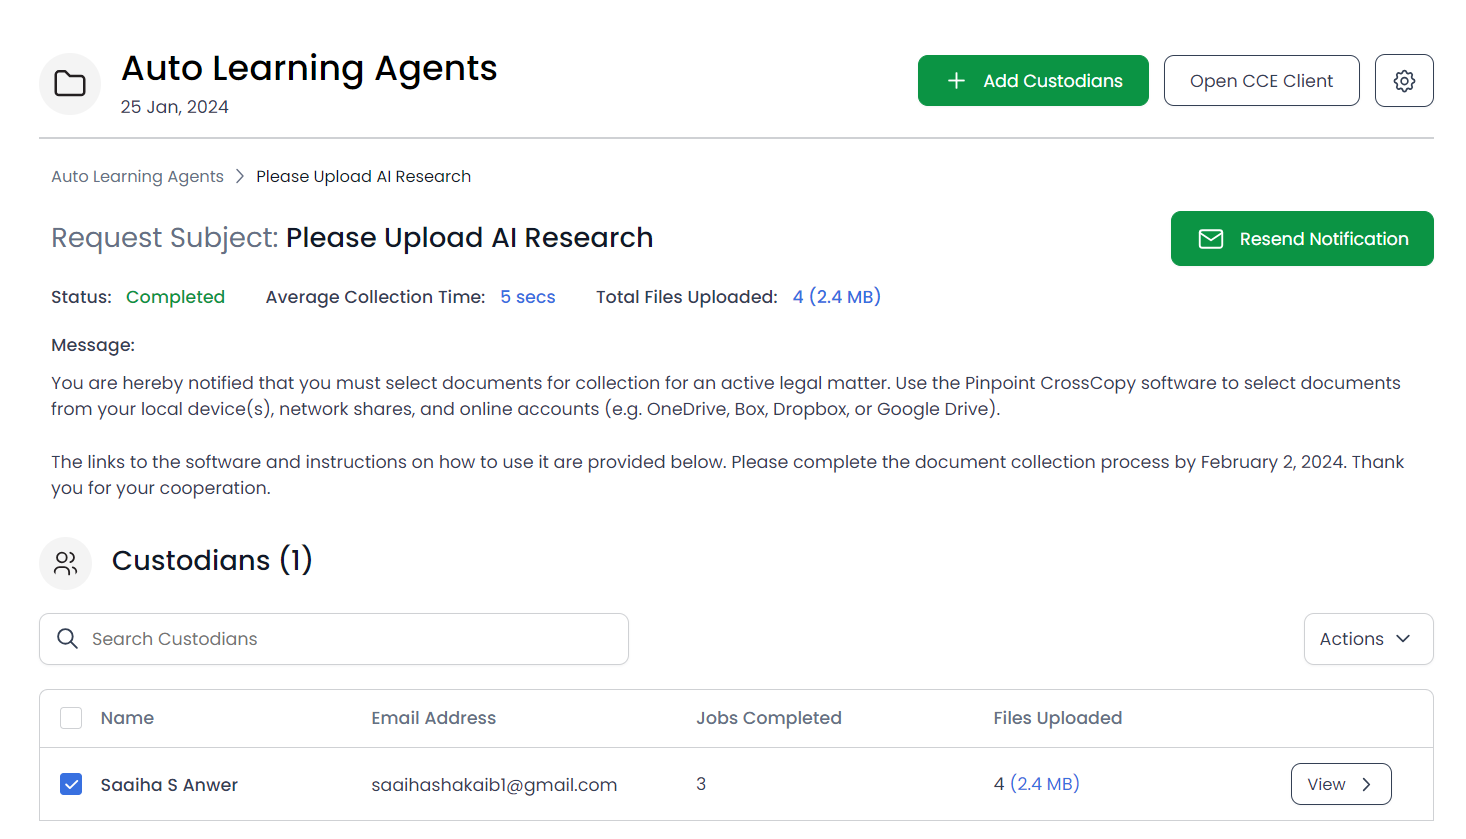 Auto Learning Agents
25 Jan, 2024
Add Custodians
Open CCE Client
Auto Learning Agents > Please Upload AI Research
Request Subject: Please Upload AI Research
Resend Notification
Status: Completed Average Collection Time: 5 secs Total Files Uploaded: 4 (2.4 MB)
Message:
You are hereby notified that you must select documents for collection for an active legal matter. Use the Pinpoint CrossCopy software to select documents
from your local device(s), network shares, and online accounts (e.g. OneDrive, Box, Dropbox, or Google Drive).
The links to the software and instructions on how to use it are provided below. Please complete the document collection process by February 2, 2024. Thank
you for your cooperation.
Custodians (1)
Search Custodians
Actions
Name Email Address Jobs Completed Files Uploaded
Saaiha S Anwer saaihashakaib1@gmail.com 3 4 (2.4 MB) View